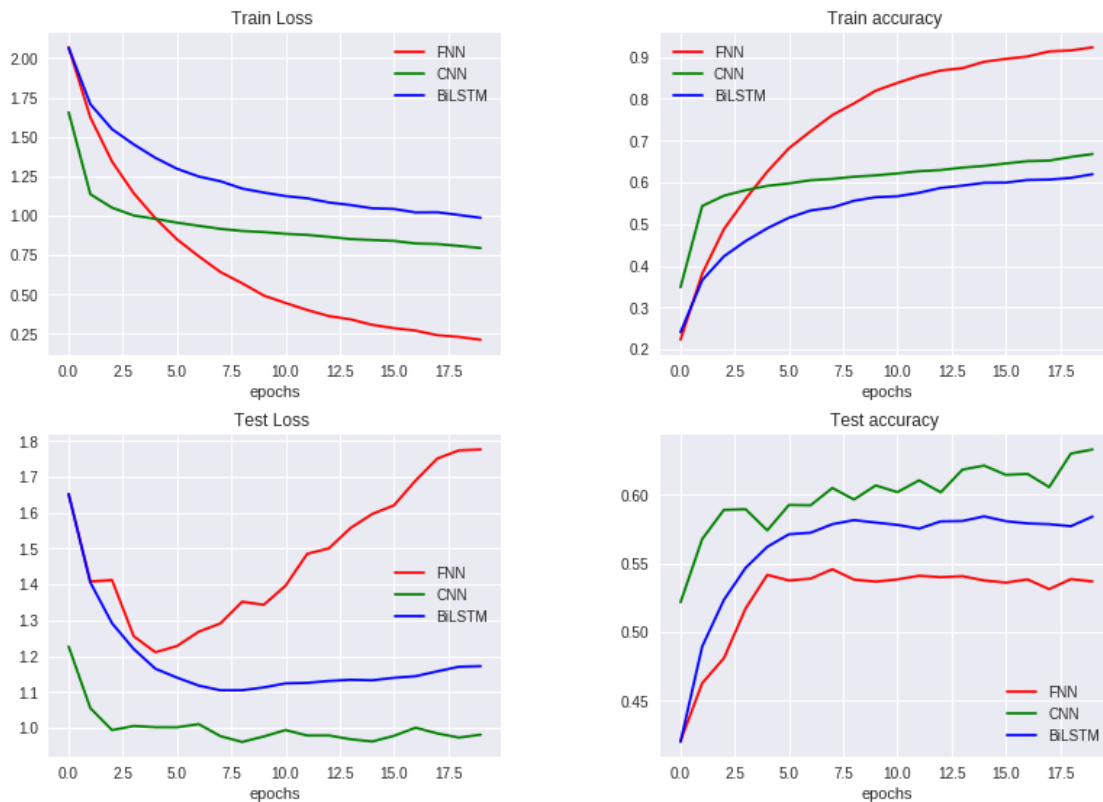 Train Loss
2.00
1.75
1.50
1.25
1.00
0.75
0.50
0.25
FNN
CNN
BiLSTM
0.0 2.5 5.0 7.5 10.0 12.5 15.0 17.5
epochs
Train accuracy
0.9
0.8
0.7
0.6
0.5
0.4
0.3
0.2
FNN
CNN
BiLSTM
0.0 2.5 5.0 7.5 10.0 12.5 15.0 17.5
epochs
Test Loss
1.8
1.7
1.6
1.5
1.4
1.3
1.2
1.1
1.0
FNN
CNN
BiLSTM
0.0 2.5 5.0 7.5 10.0 12.5 15.0 17.5
epochs
Test accuracy
0.60
0.55
0.50
0.45
FNN
CNN
BiLSTM
0.0 2.5 5.0 7.5 10.0 12.5 15.0 17.5
epochs